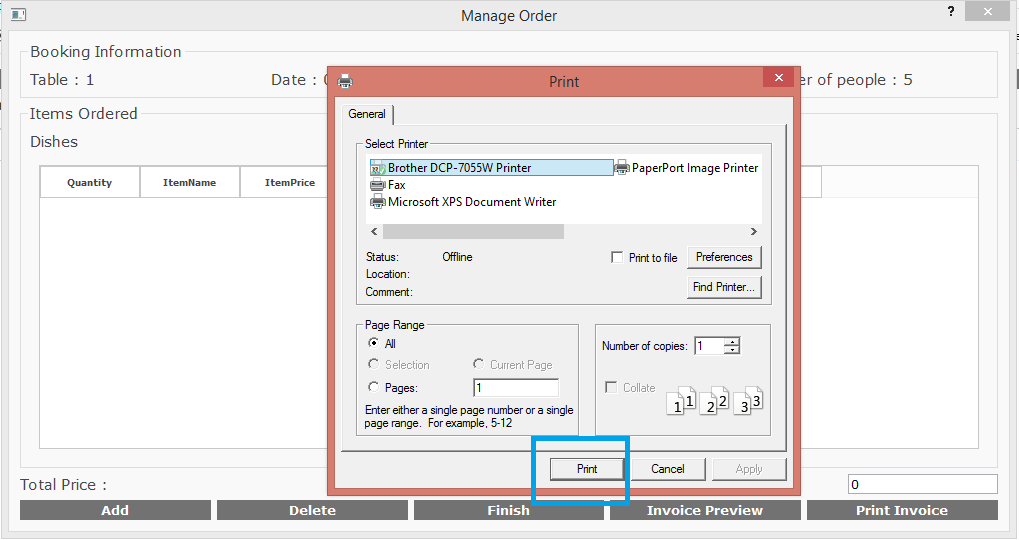 Manage Order
?
Booking Information
Table : 1
Date :
er of people : 5
Items Ordered
Dishes
Quantity
ItemName
ItemPrice
Print
General
Select Printer
Brother DCP-7055W Printer
PaperPort Image Printer
Fax
Microsoft XPS Document Writer
Status:
Offline
Print to file
Preferences
Location:
Comment:
Find Printer...
Page Range
All
Selection
Current Page
Pages:
1
Enter either a single page number or a single
page range. For example, 5-12
Number of copies:
1
Collate
1 1 2 2 3 3
Print
Cancel
Apply
Total Price :
0
Add
Delete
Finish
Invoice Preview
Print Invoice